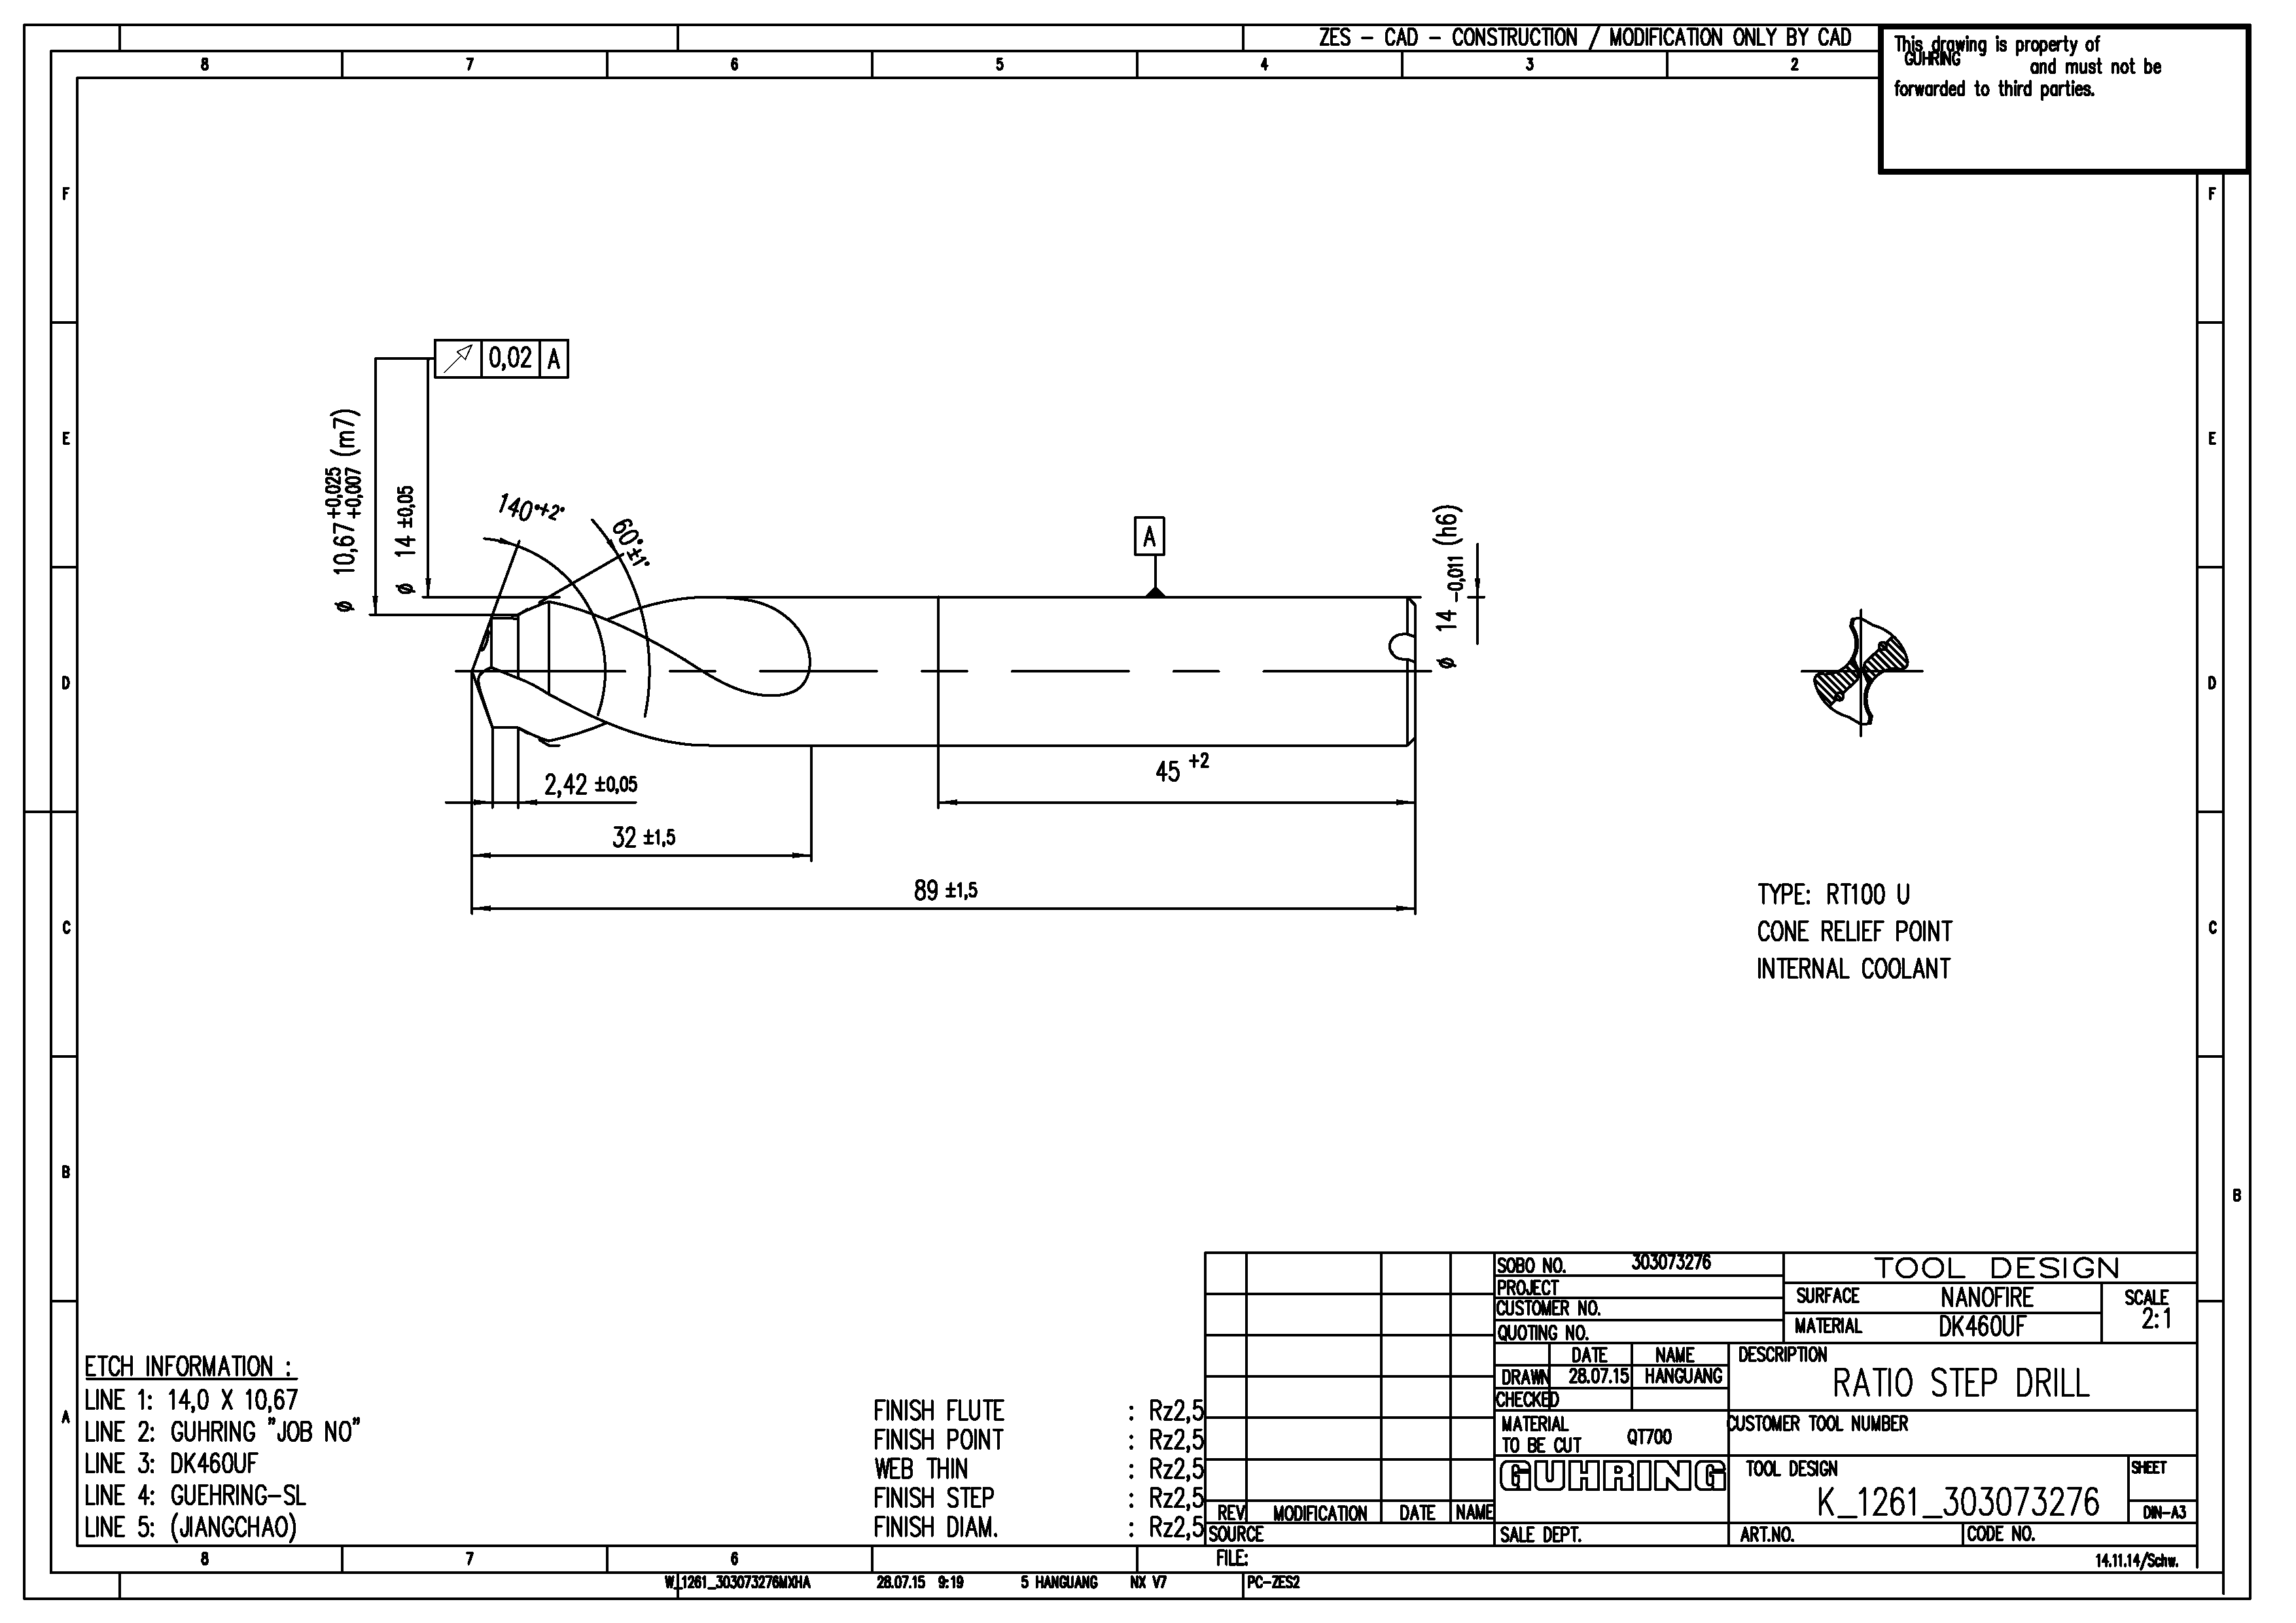 ZES - CAD - CONSTRUCTION / MODIFICATION ONLY BY CAD
This drawing is property of
GUHRING
and must not be
forwarded to third parties.
8 7 6 5 4 3 2
F F
E E
D D
C C
B B
A
0,02 A
ø 10,67 +0,025 +0,007 (m7)
ø 14 ±0,05
140°+2°
60°±1°
A
ø 14 -0,011 (h6)
2,42 ±0,05
45 +2
32 ±1,5
89 ±1,5
TYPE: RT100 U
CONE RELIEF POINT
INTERNAL COOLANT
ETCH INFORMATION :
LINE 1: 14,0 X 10,67
LINE 2: GUHRING "JOB NO"
LINE 3: DK460UF
LINE 4: GUEHRING-SL
LINE 5: (JIANGCHAO)
FINISH FLUTE : Rz2,5
FINISH POINT : Rz2,5
WEB THIN : Rz2,5
FINISH STEP : Rz2,5
FINISH DIAM. : Rz2,5
REV MODIFICATION DATE NAME
SOURCE
FILE:
SOBO NO. 303073276
PROJECT
CUSTOMER NO.
QUOTING NO.
TOOL DESIGN
SURFACE NANOFIRE
MATERIAL DK460UF
SCALE
2:1
DATE NAME
DRAWN 28.07.15 HANGUANG
CHECKED
DESCRIPTION
RATIO STEP DRILL
MATERIAL
TO BE CUT QT700
CUSTOMER TOOL NUMBER
GUHRING
TOOL DESIGN
K_1261_303073276
SHEET
DIN-A3
SALE DEPT. ART.NO. CODE NO.
14.11.14/Schw.
8 7 6
W_1261_303073276MXHA 28.07.15 9:19 5 HANGUANG NX V7 PC-ZES2